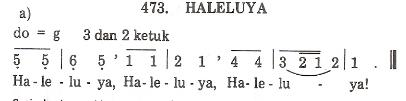 473. HALELUYA
a)
do = g 3 dan 2 ketuk
5̣ 5̣ | 6̣ 5̣ ' 1 1 | 2 1 ' 4 4 | 3 2 1 2 | 1 .
Ha - le - lu - ya, Ha - le - lu - ya, Ha - le - lu - ya!